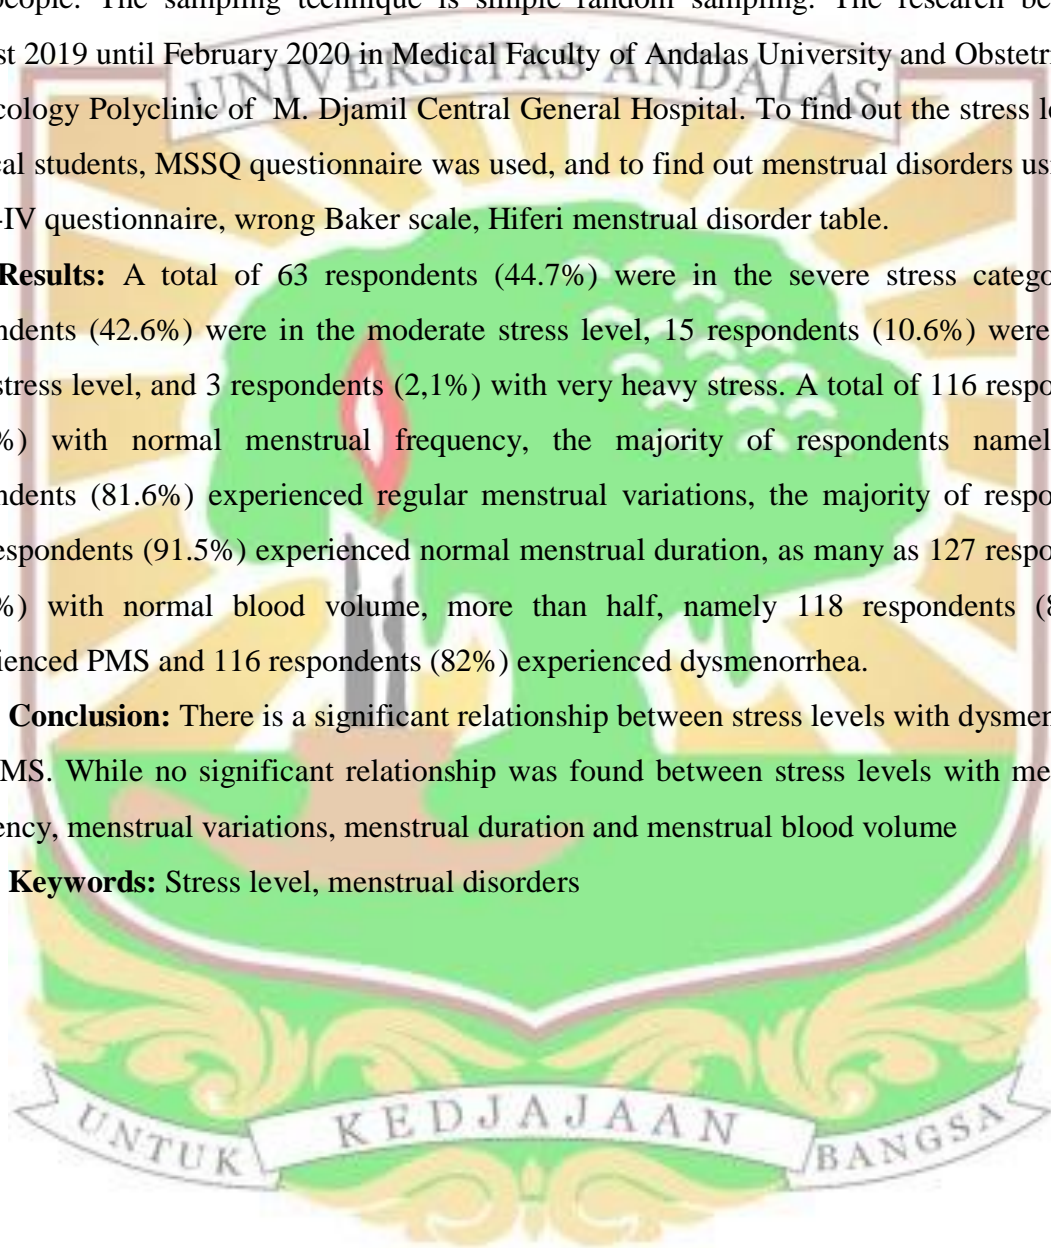 people. The sampling technique is simple random sampling. The research be
st 2019 until February 2020 in Medical Faculty of Andalas University and Obstetri
cology Polyclinic of M. Djamil Central General Hospital. To find out the stress le
al students, MSSQ questionnaire was used, and to find out menstrual disorders us
-IV questionnaire, wrong Baker scale, Hiferi menstrual disorder table.
Results: A total of 63 respondents (44.7%) were in the severe stress catego
ndents (42.6%) were in the moderate stress level, 15 respondents (10.6%) were
stress level, and 3 respondents (2,1%) with very heavy stress. A total of 116 respo
%) with normal menstrual frequency, the majority of respondents namel
ndents (81.6%) experienced regular menstrual variations, the majority of respo
espondents (91.5%) experienced normal menstrual duration, as many as 127 respo
%) with normal blood volume, more than half, namely 118 respondents (8
ienced PMS and 116 respondents (82%) experienced dysmenorrhea.
Conclusion: There is a significant relationship between stress levels with dysmen
MS. While no significant relationship was found between stress levels with me
ency, menstrual variations, menstrual duration and menstrual blood volume
Keywords: Stress level, menstrual disorders
UNIVERSITAS ANDALAS
UNTUK KEDJAJAAN BANGSA